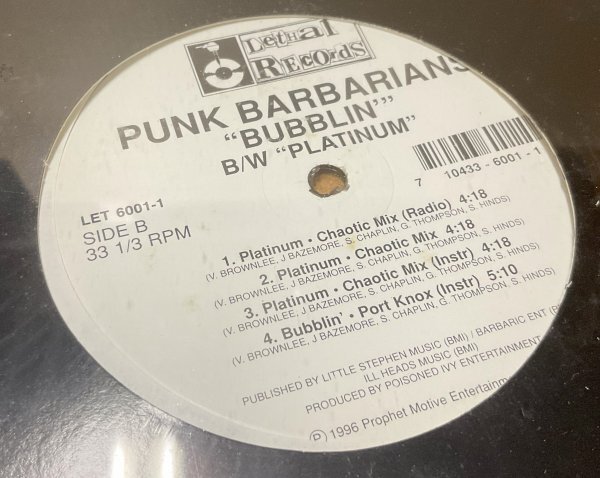 Lethal
Records
PUNK BARBARIANS
"BUBBLIN'"
B/W "PLATINUM"
7 10433-6001-1
LET 6001-1
SIDE B
33 1/3 RPM
1. Platinum • Chaotic Mix (Radio) 4:18
(V. BROWNLEE, J BAZEMORE, S. CHAPLIN, G. THOMPSON, S. HINDS)
2. Platinum • Chaotic Mix 4:18
(V. BROWNLEE, J BAZEMORE, S. CHAPLIN, G. THOMPSON, S. HINDS)
3. Platinum • Chaotic Mix (Instr) 4:18
(V. BROWNLEE, J BAZEMORE, S. CHAPLIN, G. THOMPSON, S. HINDS)
4. Bubblin' • Port Knox (Instr) 5:10
(V. BROWNLEE, J BAZEMORE, S. CHAPLIN, G. THOMPSON, S. HINDS)
PUBLISHED BY LITTLE STEPHEN MUSIC (BMI) / BARBARIC ENT
ILL HEADS MUSIC (BMI)
PRODUCED BY POISONED IVY ENTERTAINMENT
℗ 1996 Prophet Motive Entertainm